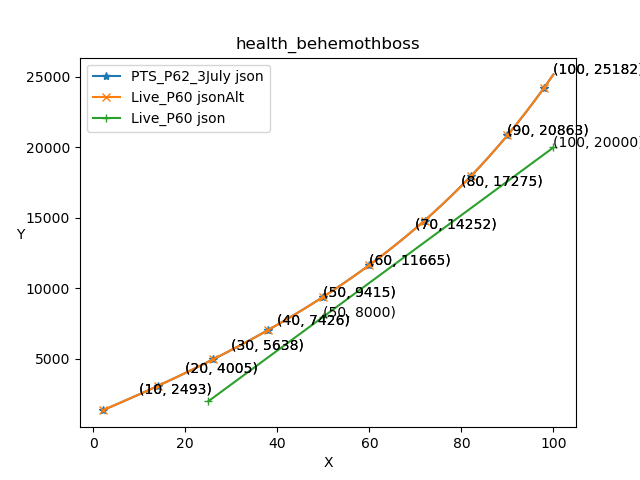 health_behemothboss
PTS_P62_3July json
Live_P60 jsonAlt
Live_P60 json
(100, 25182)
(90, 20863)
(100, 20000)
(80, 17275)
(70, 14252)
(60, 11665)
(50, 9415)
(50, 8000)
(40, 7426)
(30, 5638)
(20, 4005)
(10, 2493)
25000
20000
15000
10000
5000
Y
0 20 40 60 80 100
X